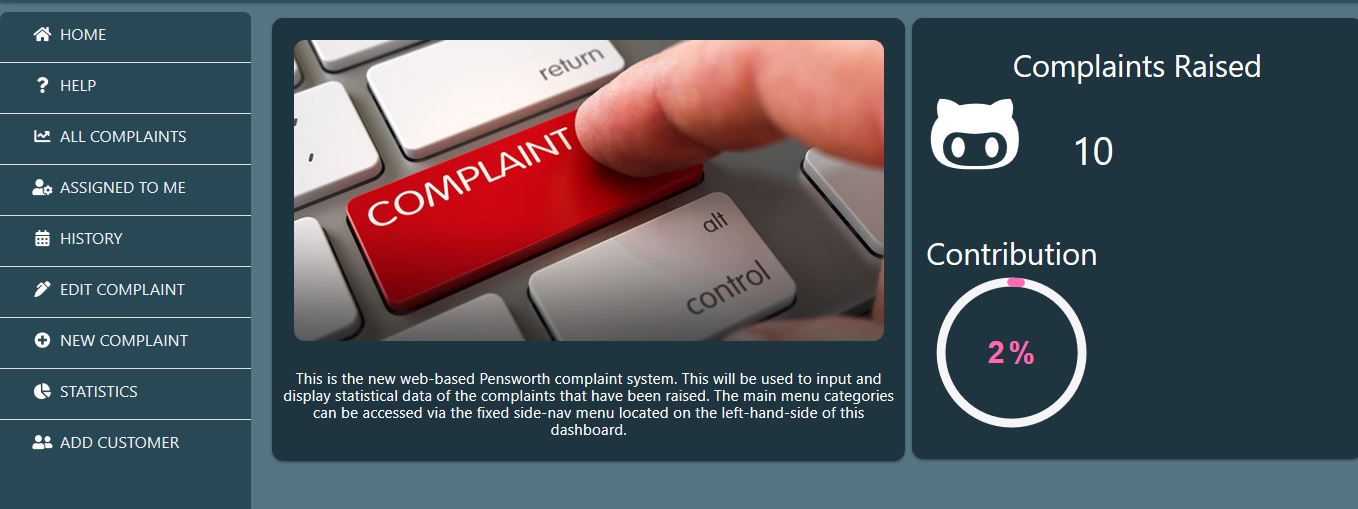 HOME
HELP
ALL COMPLAINTS
ASSIGNED TO ME
HISTORY
EDIT COMPLAINT
NEW COMPLAINT
STATISTICS
ADD CUSTOMER
return
COMPLAINT
alt
control
This is the new web-based Pensworth complaint system. This will be used to input and
display statistical data of the complaints that have been raised. The main menu categories
can be accessed via the fixed side-nav menu located on the left-hand-side of this
dashboard.
Complaints Raised
10
Contribution
2%